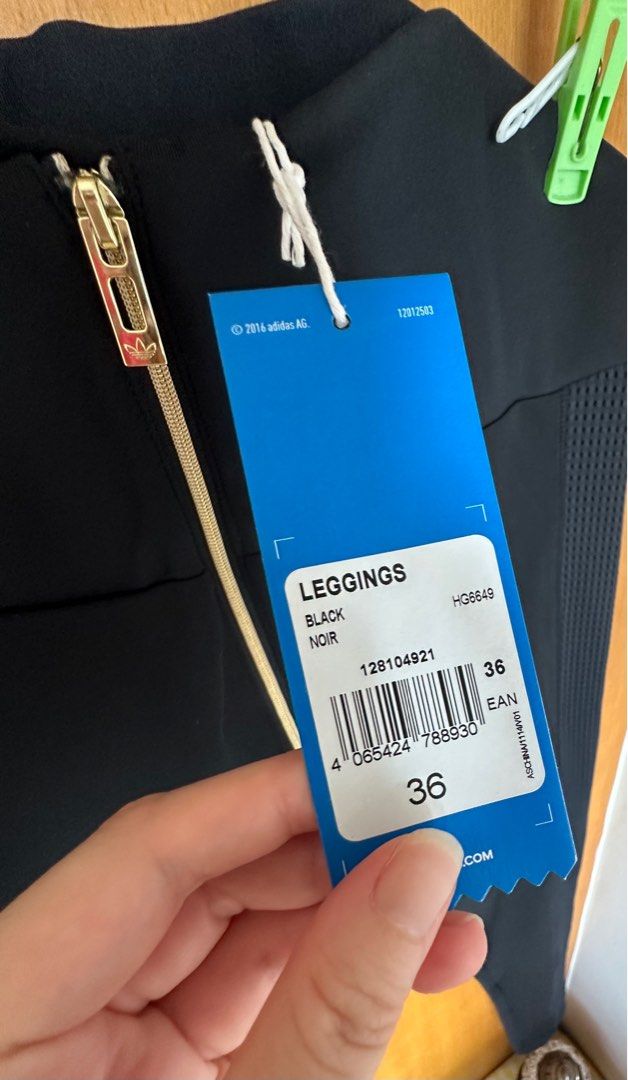 © 2016 adidas AG.
12012503
LEGGINGS
BLACK
HG6649
NOIR
128104921
36
EAN
4 065424 788930
36
.COM